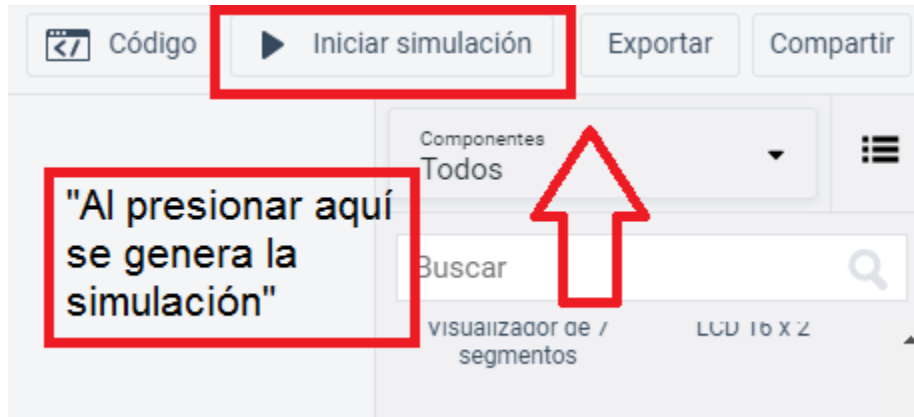 Código
Iniciar simulación
Exportar
Compartir
Componentes
Todos
"Al presionar aquí
se genera la
simulación"
Buscar
Visualizador de 7
segmentos
LCD 16 x 2